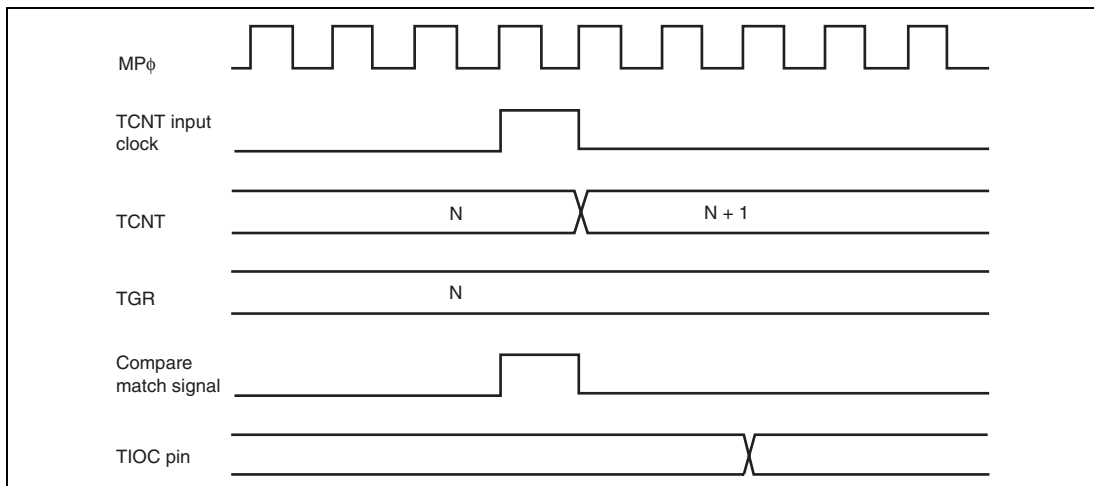 MPϕ
TCNT input
clock
TCNT
N
N + 1
TGR
N
Compare
match signal
TIOC pin